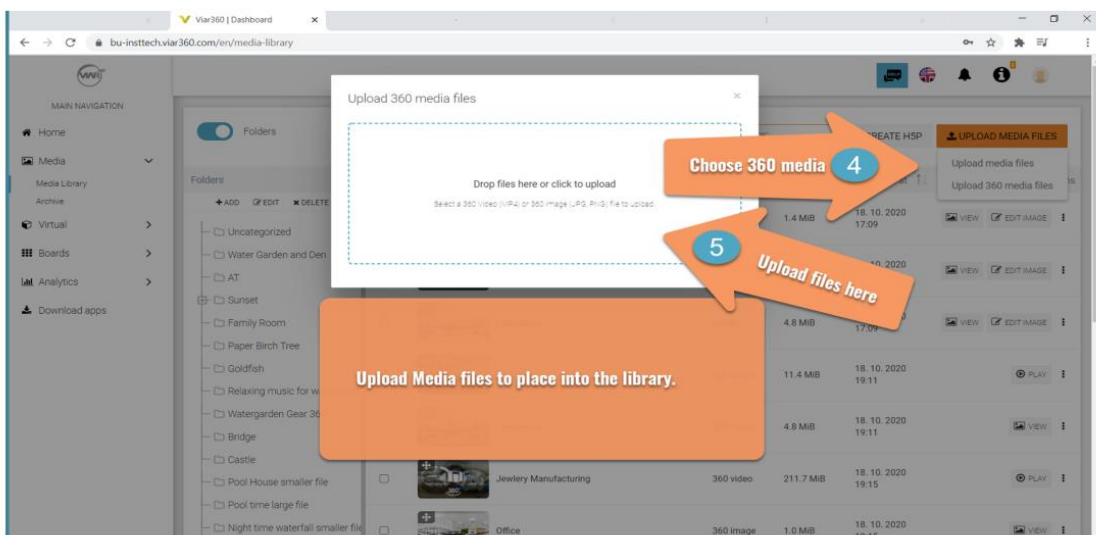 Viar360 | Dashboard
bu-insttech.viar360.com/en/media-library
MAIN NAVIGATION
Home
Media
Media Library
Archive
Virtual
Boards
Analytics
Download apps
Folders
Folders
ADD EDIT DELETE
Uncategorized
Water Garden and Den
AT
Sunset
Family Room
Paper Birch Tree
Goldfish
Relaxing music for w
Watergarden Gear 36
Bridge
Castle
Pool House smaller file
Pool time large file
Night time waterfall smaller file
Upload 360 media files
Drop files here or click to upload
Select a 360 video (MP4) or 360 image (JPG, PNG) file to upload.
Choose 360 media 4
5 Upload files here
Upload Media files to place into the library.
CREATE H5P
UPLOAD MEDIA FILES
Upload media files
Upload 360 media files
1.4 MiB 18. 10. 2020 VIEW EDIT IMAGE
17:09
10. 2020 VIEW EDIT IMAGE
4.8 MiB VIEW EDIT IMAGE
17:09
11.4 MiB 18. 10. 2020 PLAY
19:11
4.8 MiB 18. 10. 2020 VIEW
19:11
Jewlery Manufacturing 360 video 211.7 MiB 18. 10. 2020 PLAY
19:15
Office 360 image 1.0 MiB 18. 10. 2020 VIEW